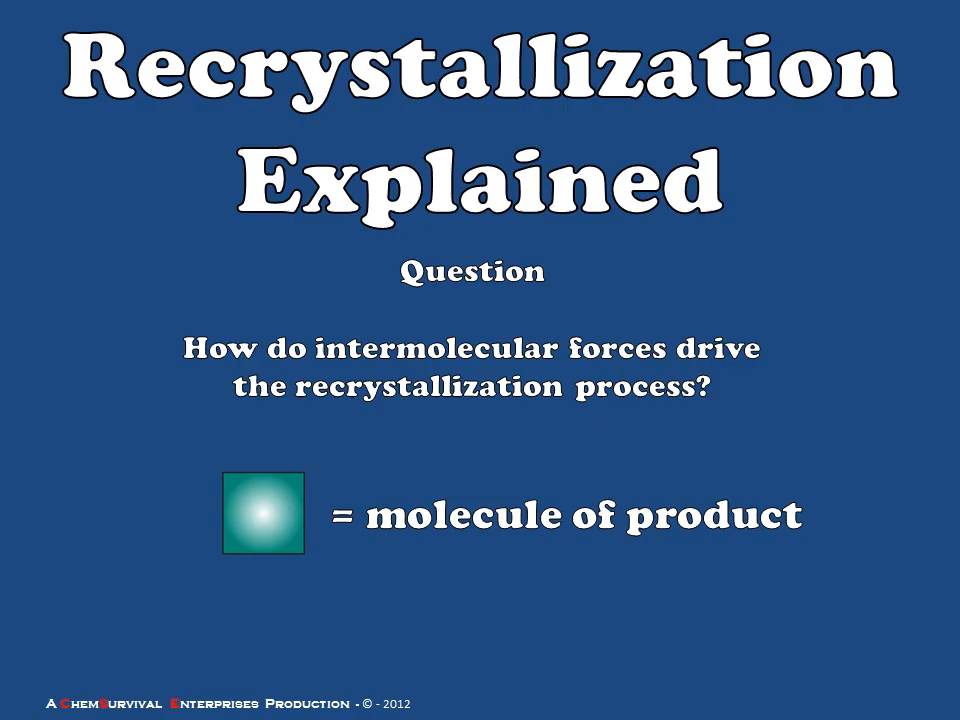 Recrystallization
Explained
Question
How do intermolecular forces drive
the recrystallization process?
= molecule of product
A ChemSurvival Enterprises Production - © - 2012